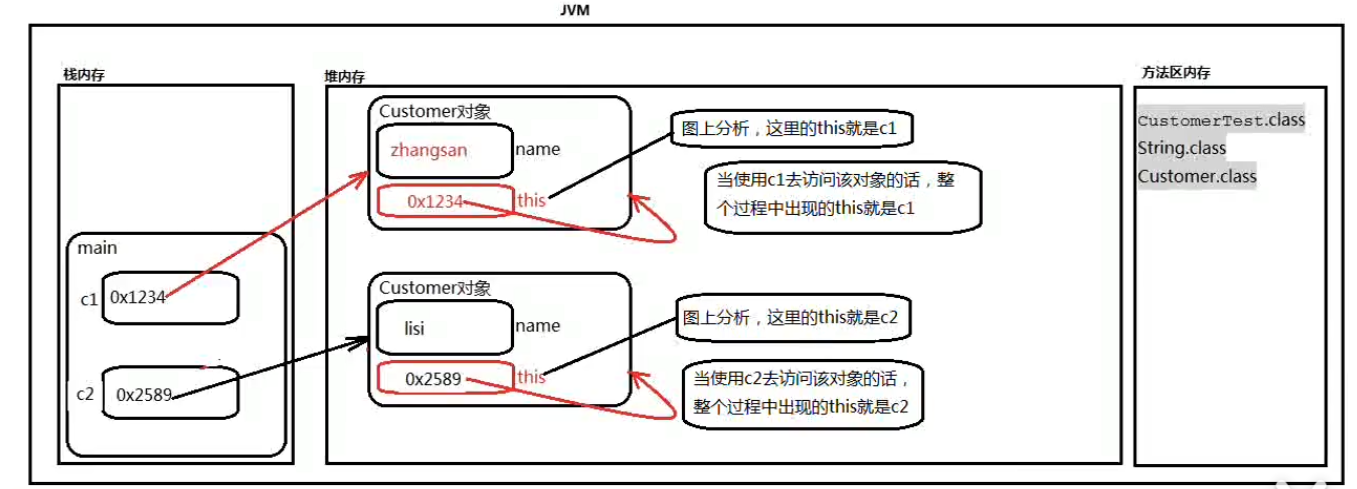 JVM
栈内存
堆内存
方法区内存
Customer对象
zhangsan
name
0x1234
this
图上分析，这里的this就是c1
当使用c1去访问该对象的话，整
个过程中出现的this就是c1
CustomerTest.class
String.class
Customer.class
main
c1
0x1234
c2
0x2589
Customer对象
lisi
name
0x2589
this
图上分析，这里的this就是c2
当使用c2去访问该对象的话，
整个过程中出现的this就是c2